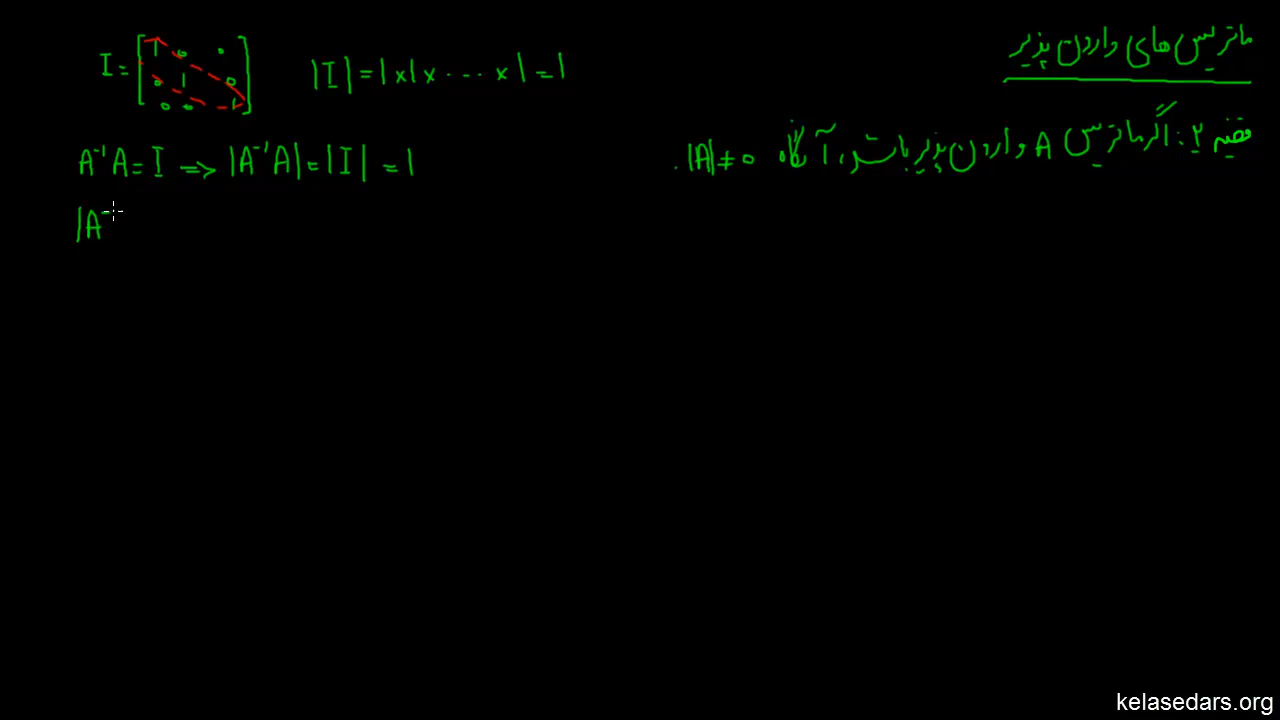 ماتریس های وارون پذیر
قضیه ۲: اگر ماتریس A وارون پذیر باشد، آنگاه |A| ≠ 0.
I = [1 0 0
0 1 0
0 0 1]
|I| = 1 × 1 × ... × 1 = 1
A⁻¹A = I => |A⁻¹A| = |I| = 1
|A⁻
kelasedars.org